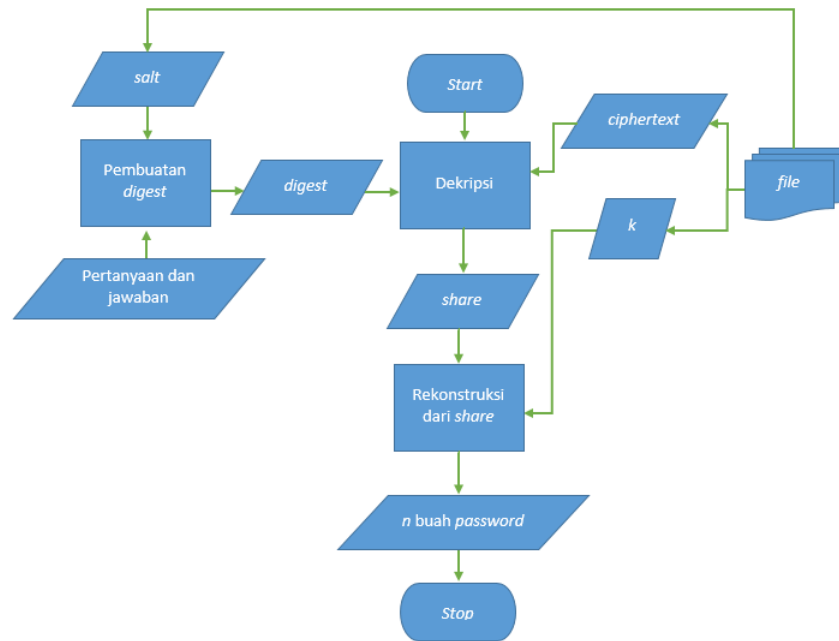 salt
Start
ciphertext
Pembuatan
digest
digest
Dekripsi
file
k
Pertanyaan dan
jawaban
share
Rekonstruksi
dari share
n buah password
Stop